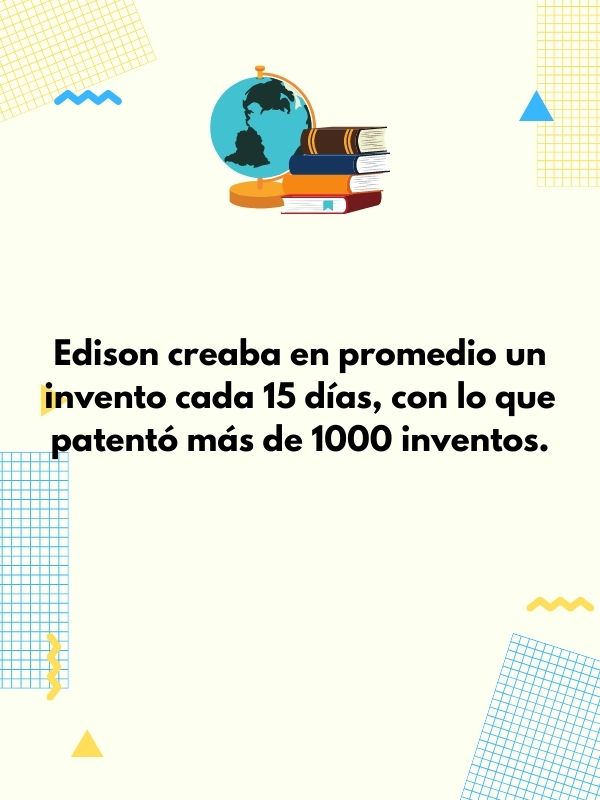 Edison creaba en promedio un
invento cada 15 días, con lo que
patentó más de 1000 inventos.